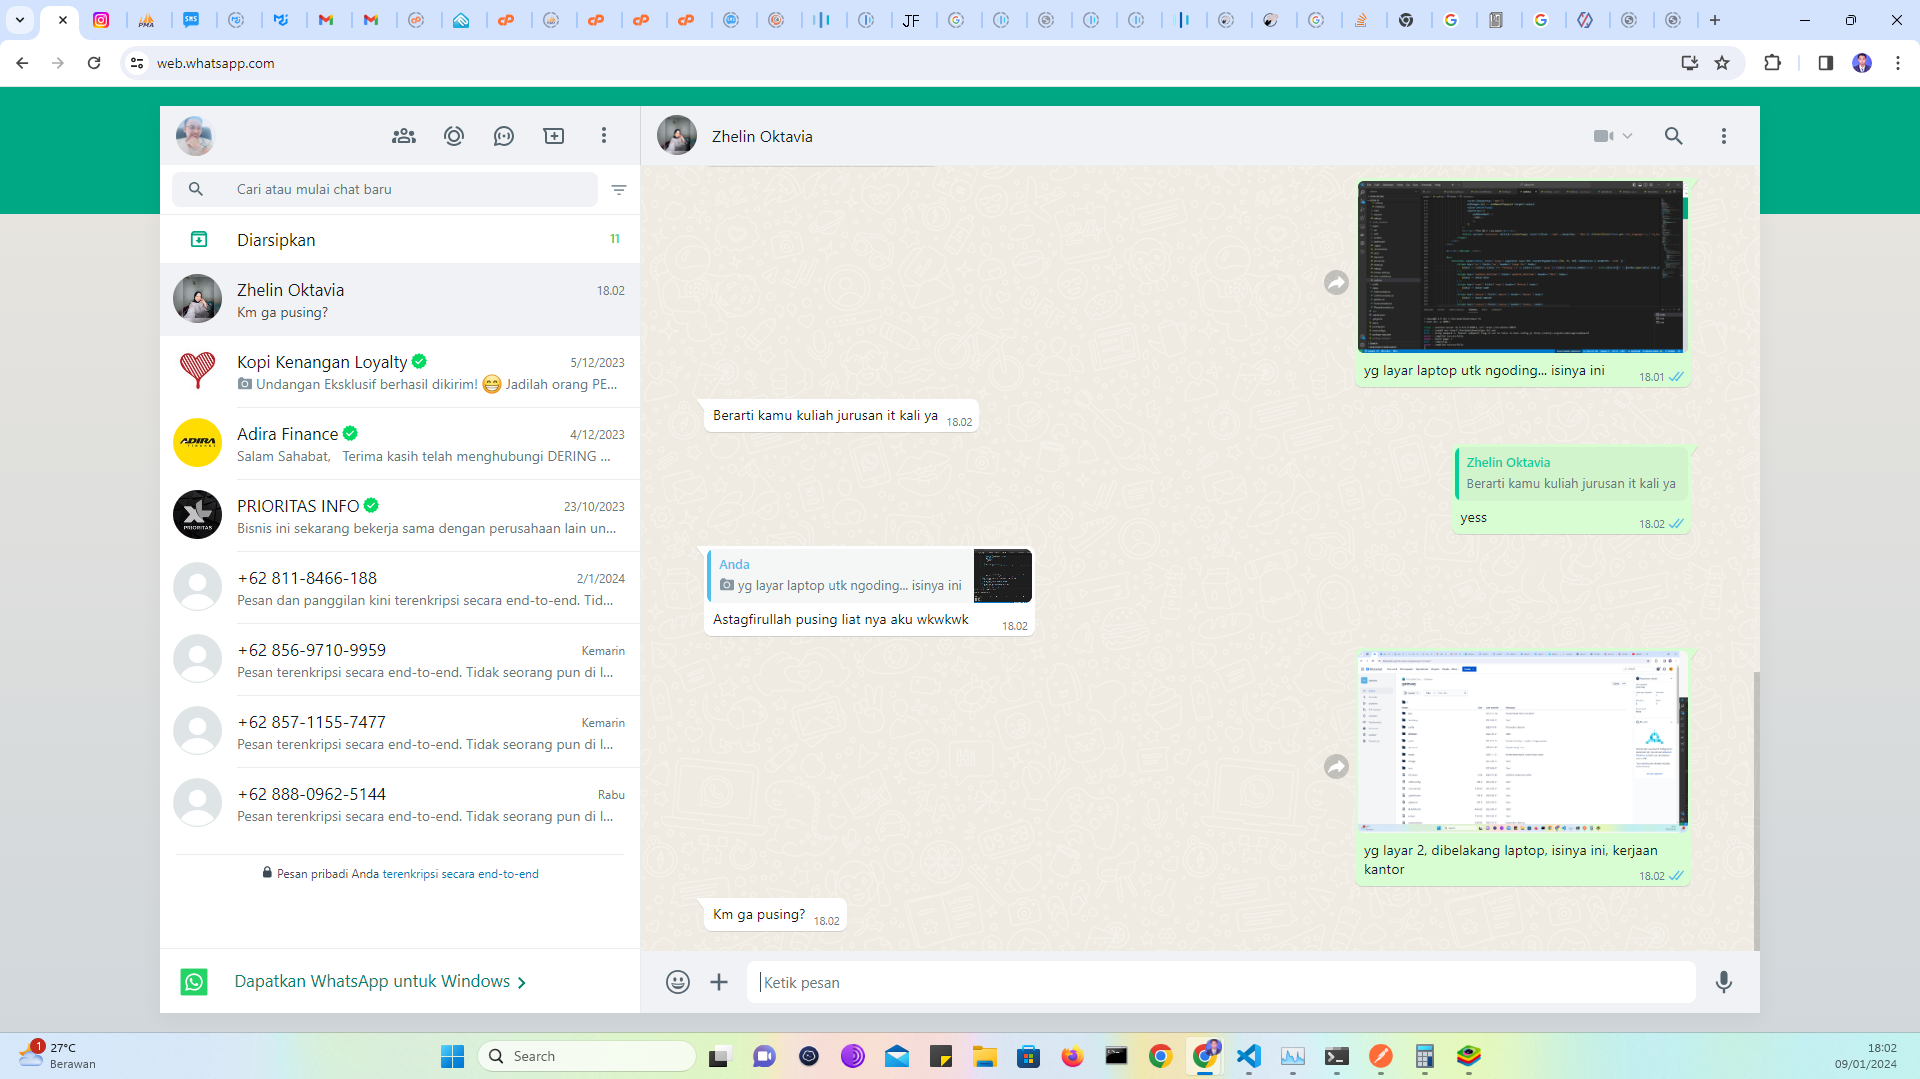 web.whatsapp.com
Zhelin Oktavia
Cari atau mulai chat baru
Diarsipkan
11
Zhelin Oktavia
18.02
Km ga pusing?
Kopi Kenangan Loyalty
5/12/2023
Undangan Eksklusif berhasil dikirim! 😁 Jadilah orang PE...
Adira Finance
4/12/2023
Salam Sahabat, Terima kasih telah menghubungi DERING ...
PRIORITAS INFO
23/10/2023
Bisnis ini sekarang bekerja sama dengan perusahaan lain un...
+62 811-8466-188
2/1/2024
Pesan dan panggilan kini terenkripsi secara end-to-end. Tid...
+62 856-9710-9959
Kemarin
Pesan terenkripsi secara end-to-end. Tidak seorang pun di l...
+62 857-1155-7477
Kemarin
Pesan terenkripsi secara end-to-end. Tidak seorang pun di l...
+62 888-0962-5144
Rabu
Pesan terenkripsi secara end-to-end. Tidak seorang pun di l...
Pesan pribadi Anda terenkripsi secara end-to-end
Dapatkan WhatsApp untuk Windows
yg layar laptop utk ngoding... isinya ini
18.01
Berarti kamu kuliah jurusan it kali ya
18.02
Zhelin Oktavia
Berarti kamu kuliah jurusan it kali ya
yess
18.02
Anda
yg layar laptop utk ngoding... isinya ini
Astagfirullah pusing liat nya aku wkwkwk
18.02
yg layar 2, dibelakang laptop, isinya ini, kerjaan
kantor
18.02
Km ga pusing?
18.02
Ketik pesan
1
27°C
Berawan
Search
18:02
09/01/2024
PMA
SMS
JF
ADIRA
FINANCE
XL
PRIORITAS